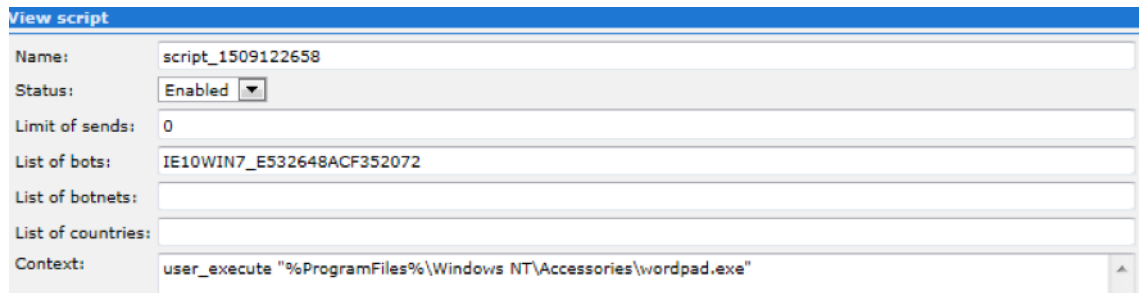 View script
Name: script_1509122658
Status: Enabled
Limit of sends: 0
List of bots: IE10WIN7_E532648ACF352072
List of botnets:
List of countries:
Context: user_execute "%ProgramFiles%\Windows NT\Accessories\wordpad.exe"